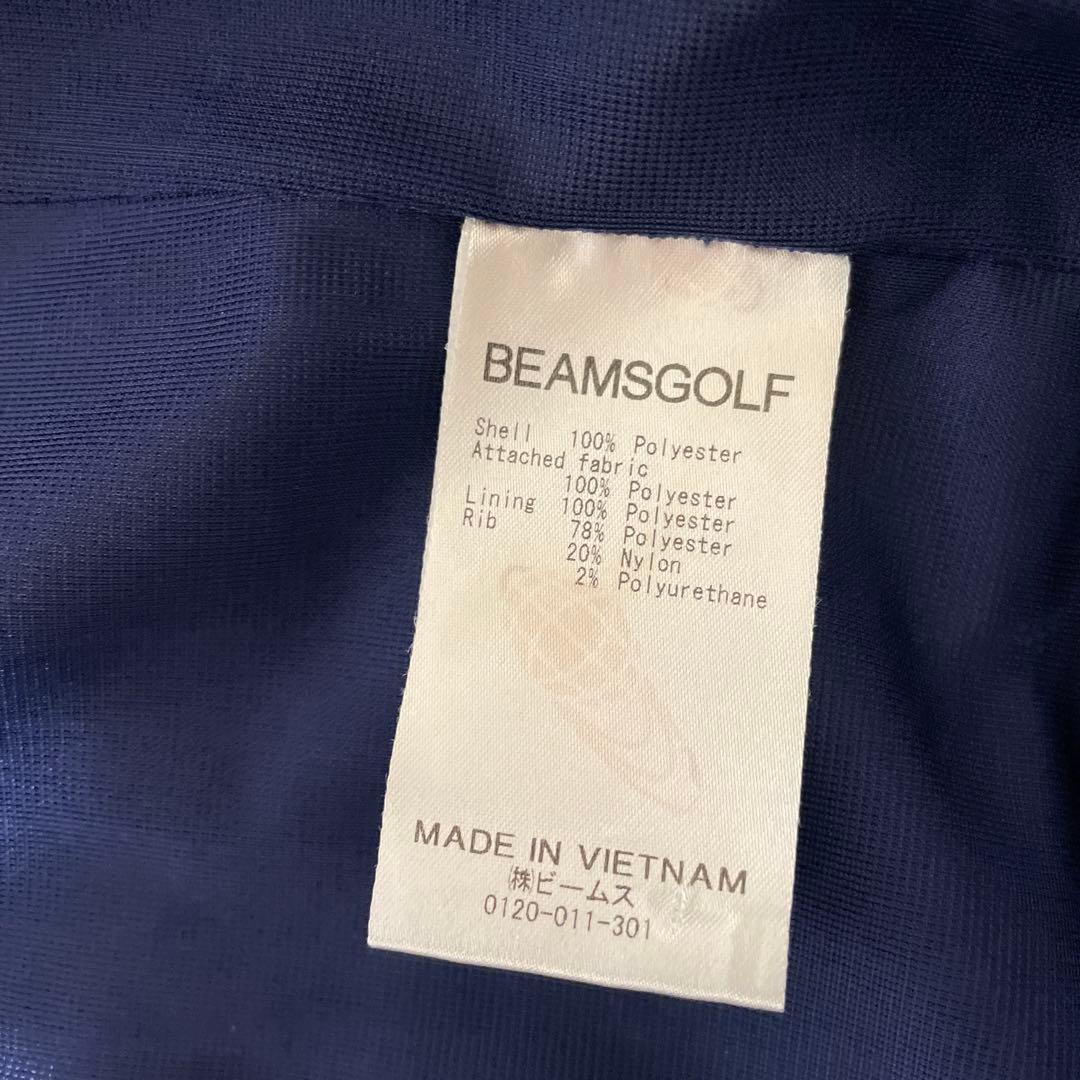 BEAMSGOLF
Shell 100% Polyester
Attached fabric
100% Polyester
Lining 100% Polyester
Rib 78% Polyester
20% Nylon
2% Polyurethane
MADE IN VIETNAM
㈱ビームス
0120-011-301